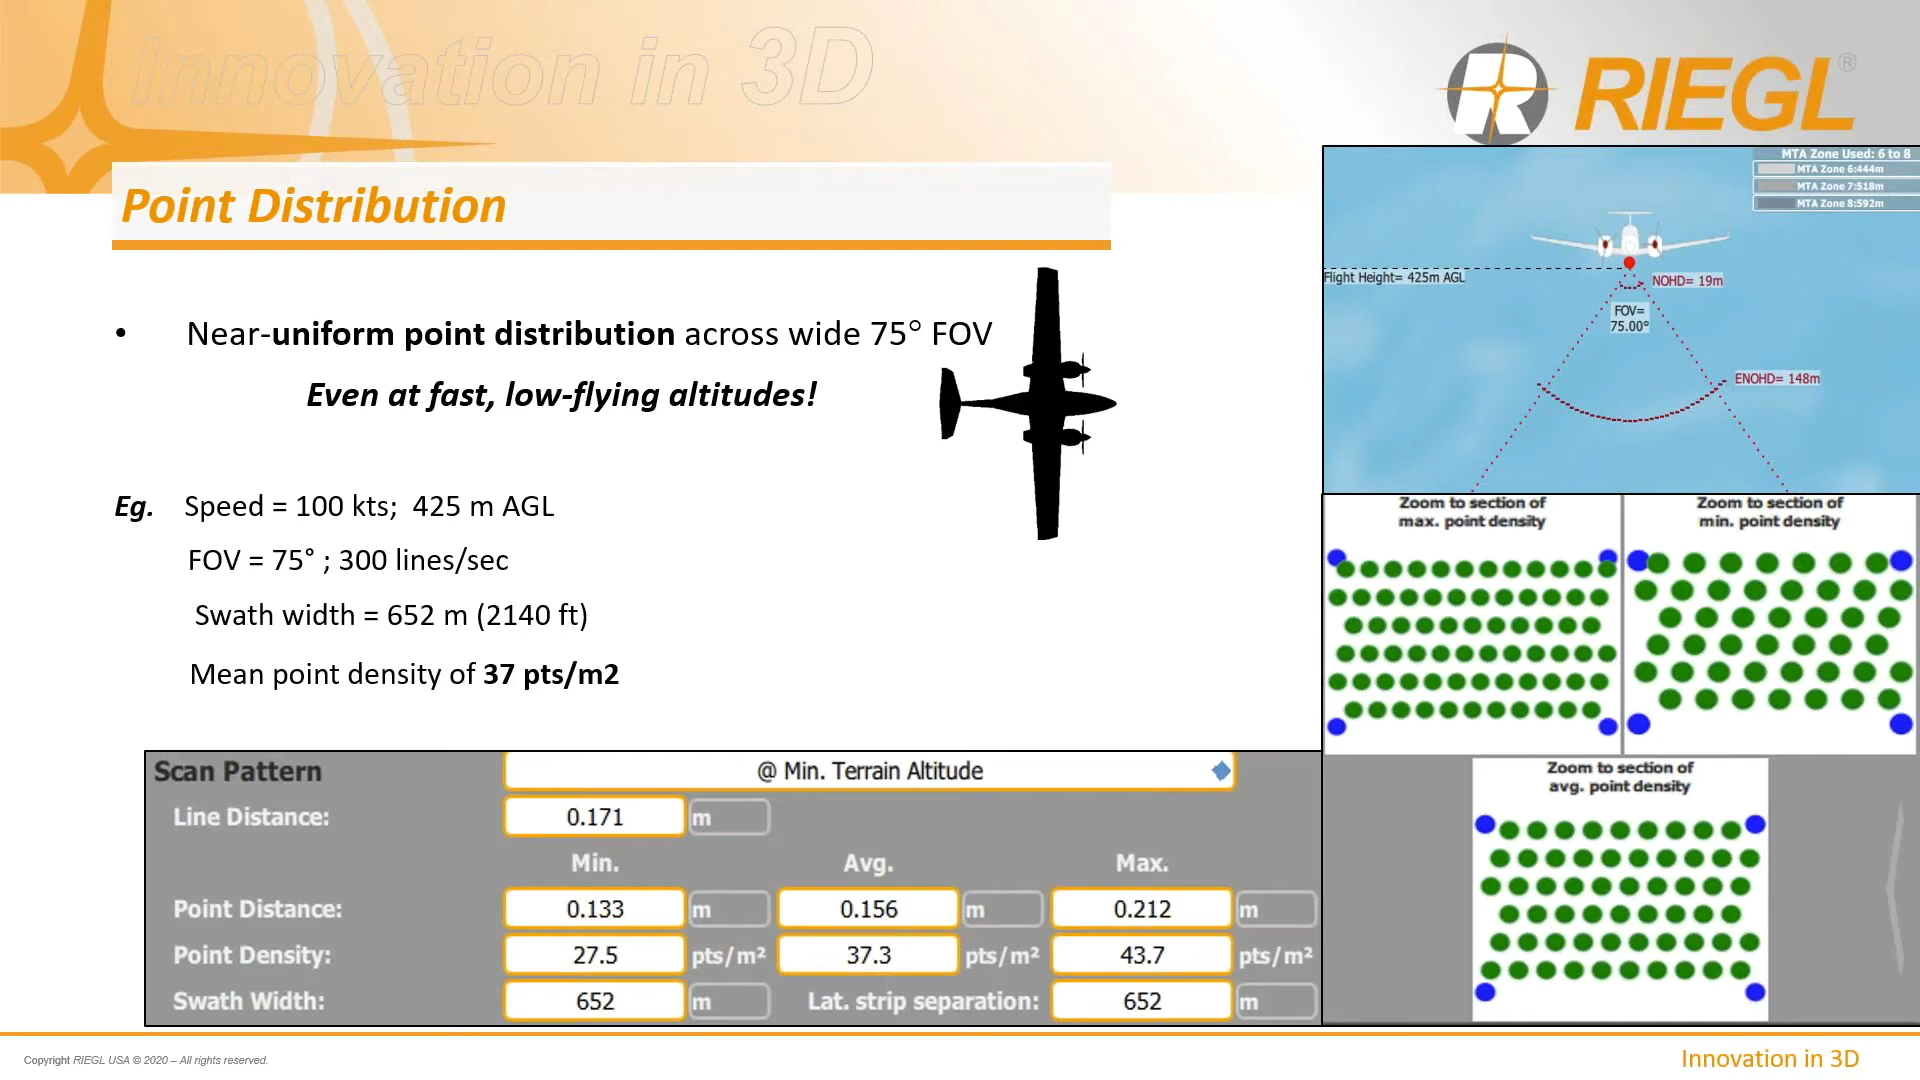 Innovation in 3D
RIEGL®
Point Distribution
• Near-uniform point distribution across wide 75° FOV
Even at fast, low-flying altitudes!
Eg. Speed = 100 kts; 425 m AGL
FOV = 75° ; 300 lines/sec
Swath width = 652 m (2140 ft)
Mean point density of 37 pts/m2
MTA Zone Used: 6 to 8
MTA Zone 6:444m
MTA Zone 7:518m
MTA Zone 8:592m
Flight Height= 425m AGL
NOHD= 19m
FOV=
75.00°
ENOHD= 148m
Zoom to section of
max. point density
Zoom to section of
min. point density
Zoom to section of
avg. point density
Scan Pattern @ Min. Terrain Altitude
Line Distance: 0.171 m
Min. Avg. Max.
Point Distance: 0.133 m 0.156 m 0.212 m
Point Density: 27.5 pts/m² 37.3 pts/m² 43.7 pts/m²
Swath Width: 652 m Lat. strip separation: 652 m
Copyright RIEGL USA © 2020 – All rights reserved.
Innovation in 3D